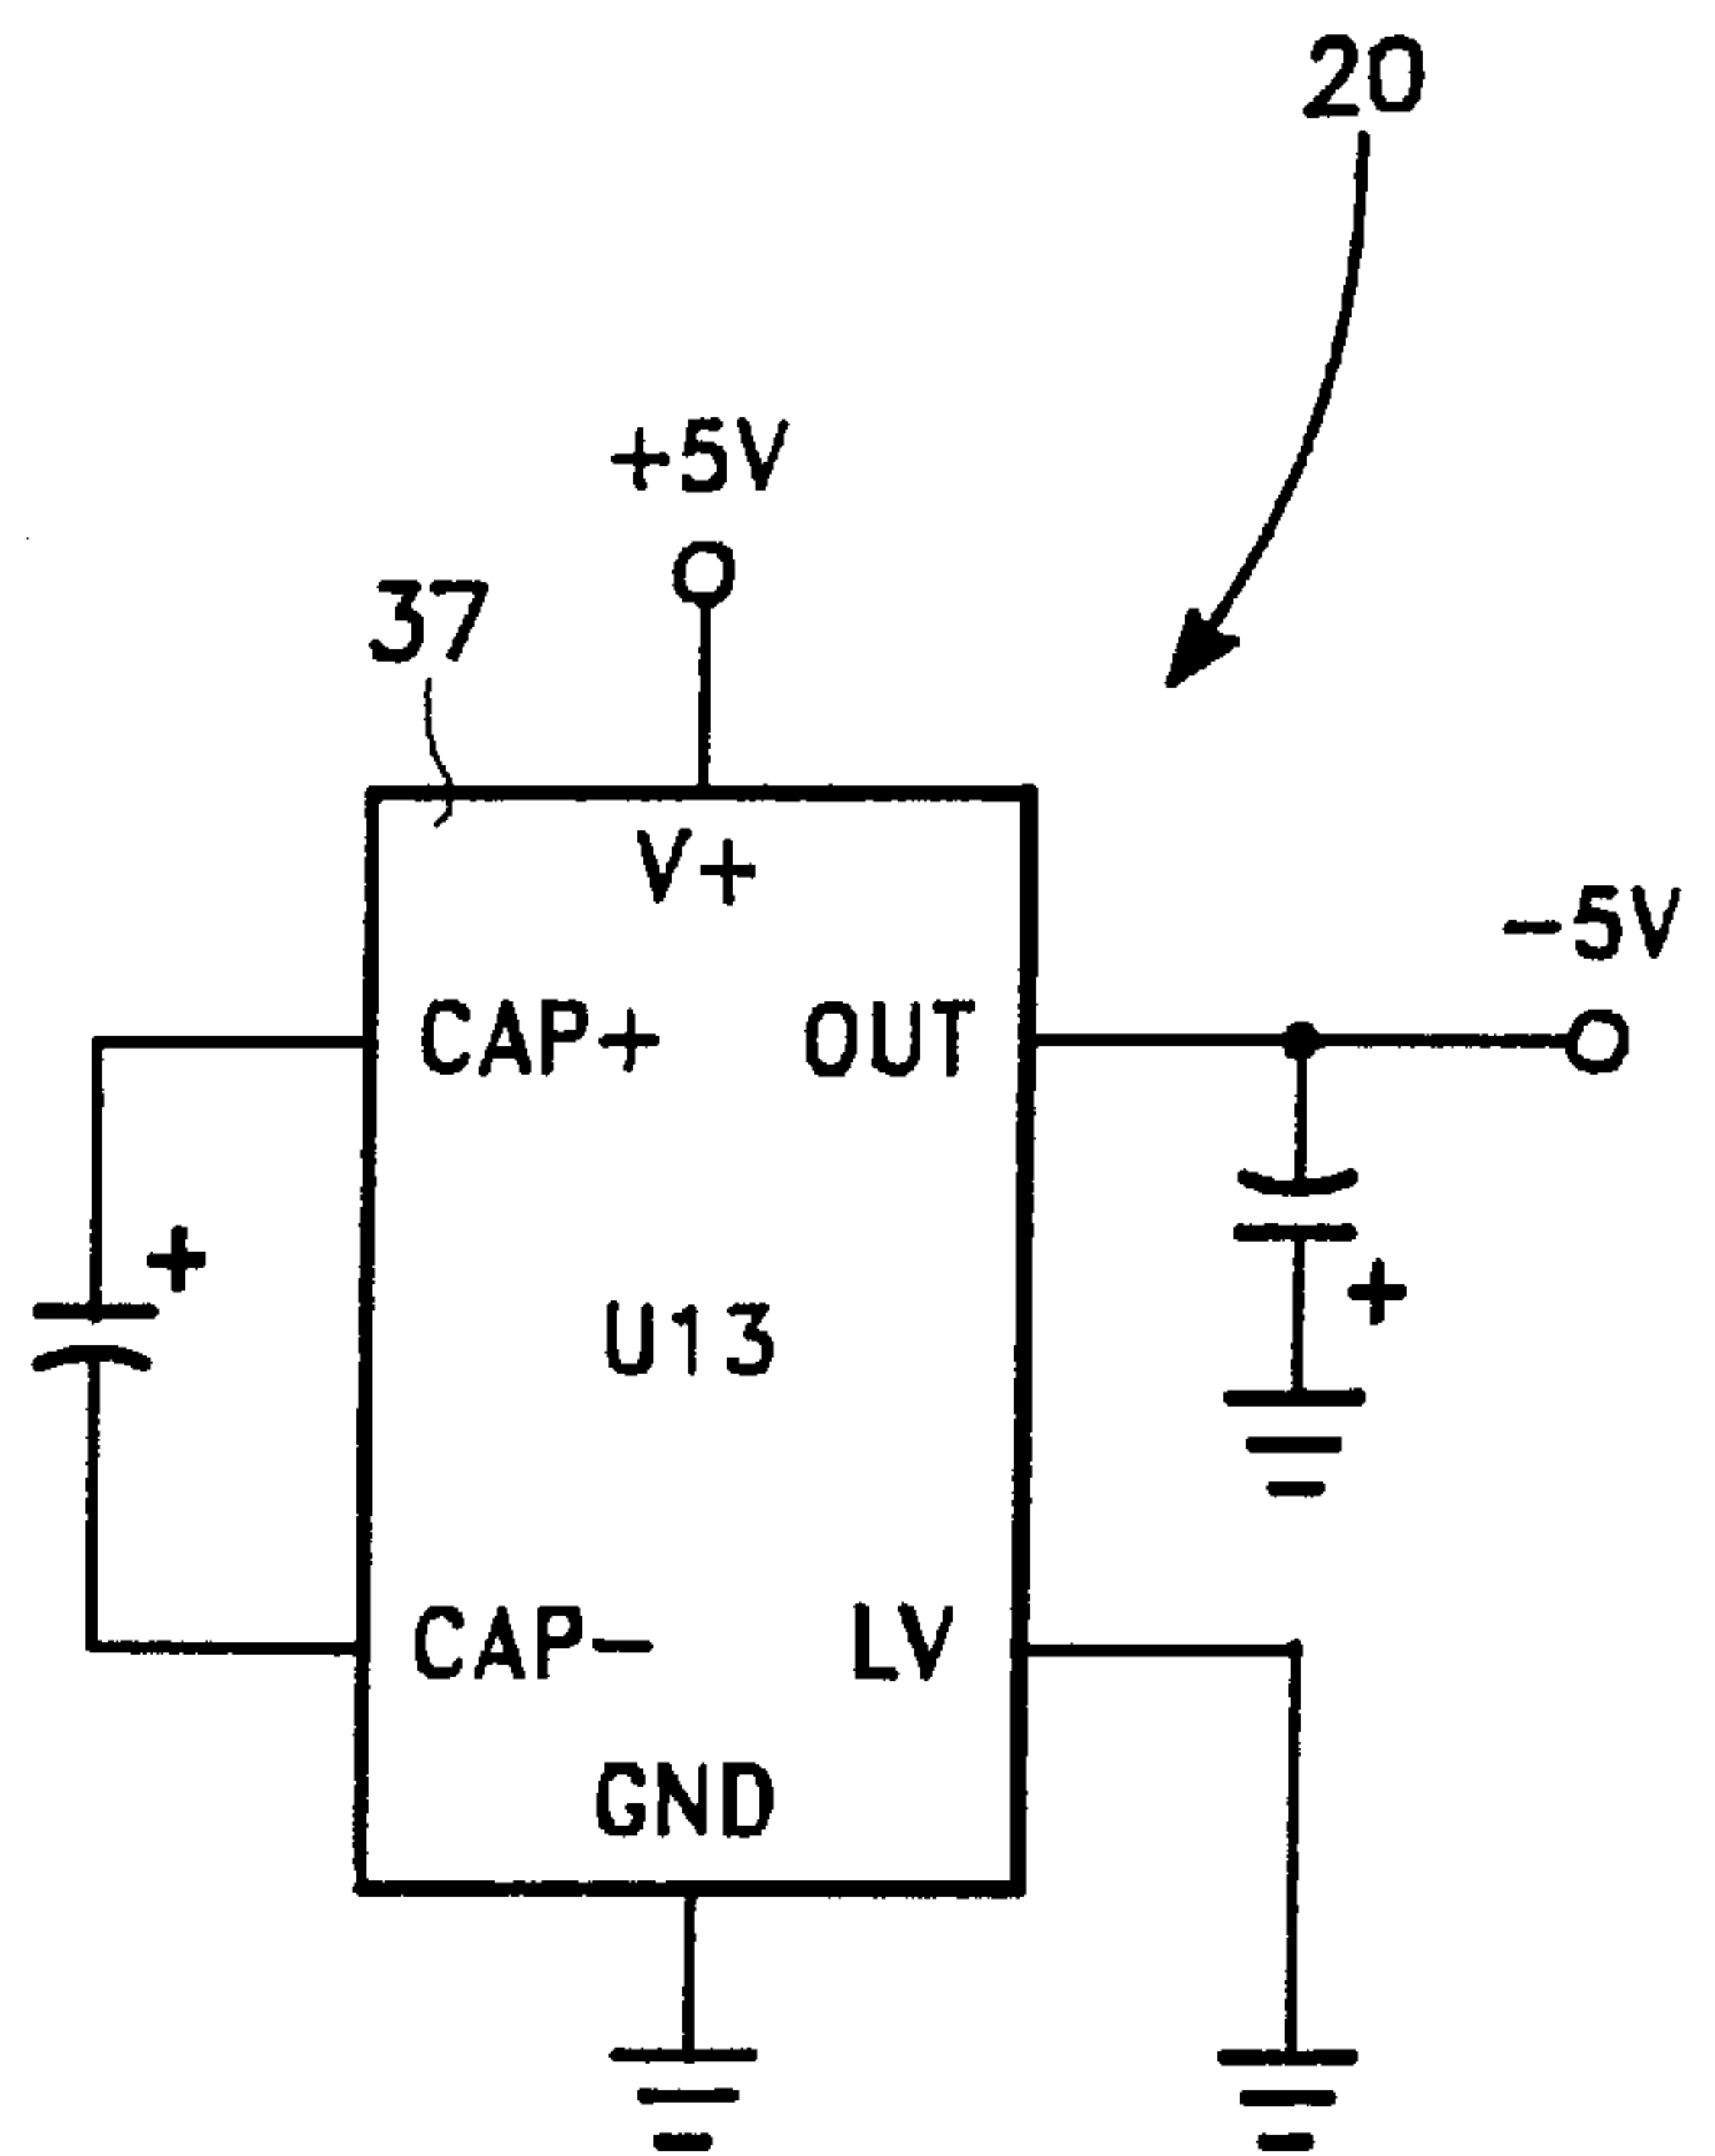 20
+5V
37
V+
-5V
CAP+ OUT
+
+
U13
CAP- LV
GND